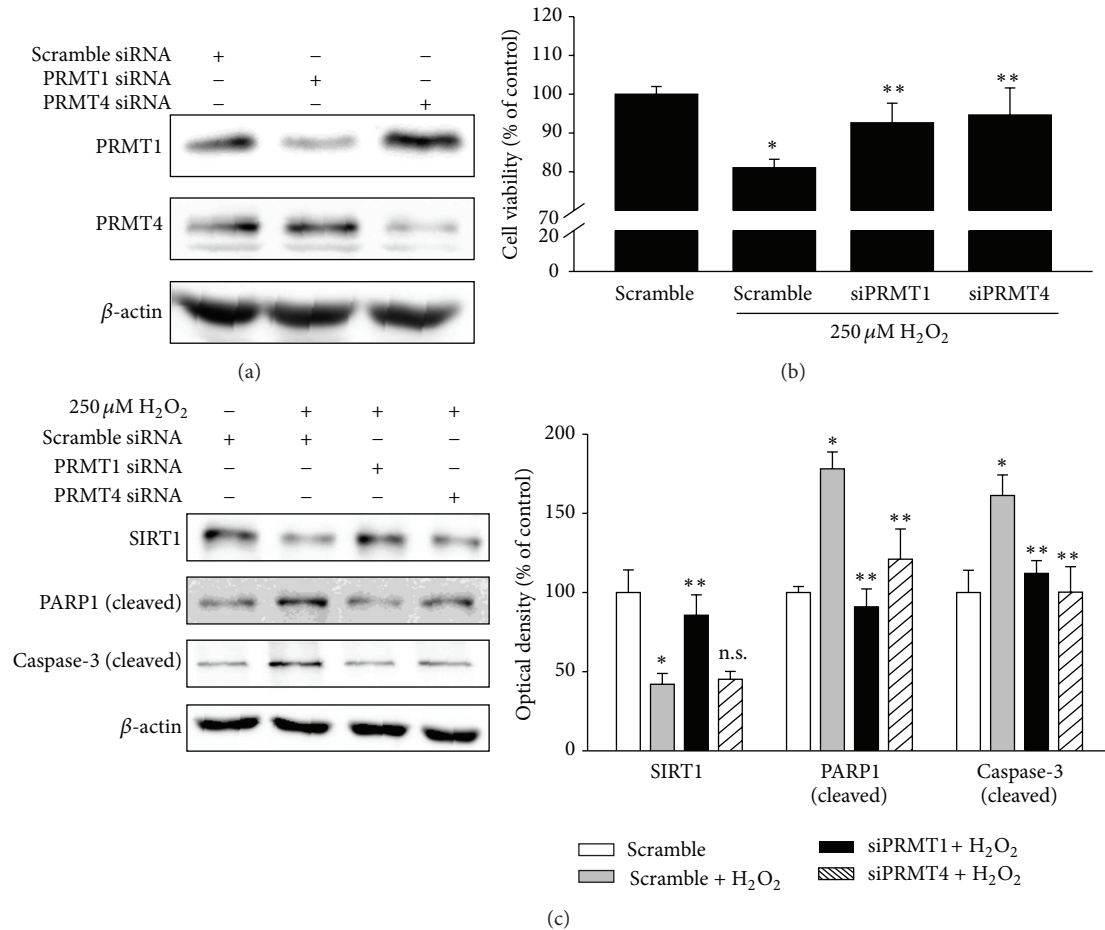 Scramble siRNA + − −
PRMT1 siRNA − + −
PRMT4 siRNA − − +
PRMT1
PRMT4
β-actin
(a)
Cell viability (% of control)
120
100
90
80
70
20
0
*
**
**
Scramble Scramble siPRMT1 siPRMT4
250 μM H₂O₂
(b)
250 μM H₂O₂ − + + +
Scramble siRNA + + − −
PRMT1 siRNA − − + −
PRMT4 siRNA − − − +
SIRT1
PARP1 (cleaved)
Caspase-3 (cleaved)
β-actin
Optical density (% of control)
200
150
100
50
0
*
**
n.s.
*
**
**
*
**
**
SIRT1 PARP1 (cleaved) Caspase-3 (cleaved)
Scramble
Scramble + H₂O₂
siPRMT1 + H₂O₂
siPRMT4 + H₂O₂
(c)